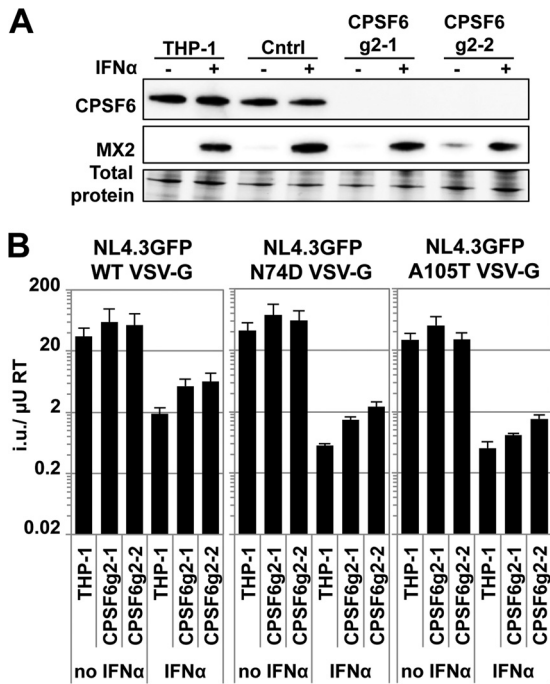 A
THP-1 Cntrl CPSF6 g2-1 CPSF6 g2-2
IFNα - + - + - + - +
CPSF6
MX2
Total protein
B
NL4.3GFP WT VSV-G
NL4.3GFP N74D VSV-G
NL4.3GFP A105T VSV-G
i.u./ µU RT
200
20
2
0.2
0.02
THP-1 CPSF6g2-1 CPSF6g2-2 THP-1 CPSF6g2-1 CPSF6g2-2
THP-1 CPSF6g2-1 CPSF6g2-2 THP-1 CPSF6g2-1 CPSF6g2-2
THP-1 CPSF6g2-1 CPSF6g2-2 THP-1 CPSF6g2-1 CPSF6g2-2
no IFNα IFNα no IFNα IFNα no IFNα IFNα